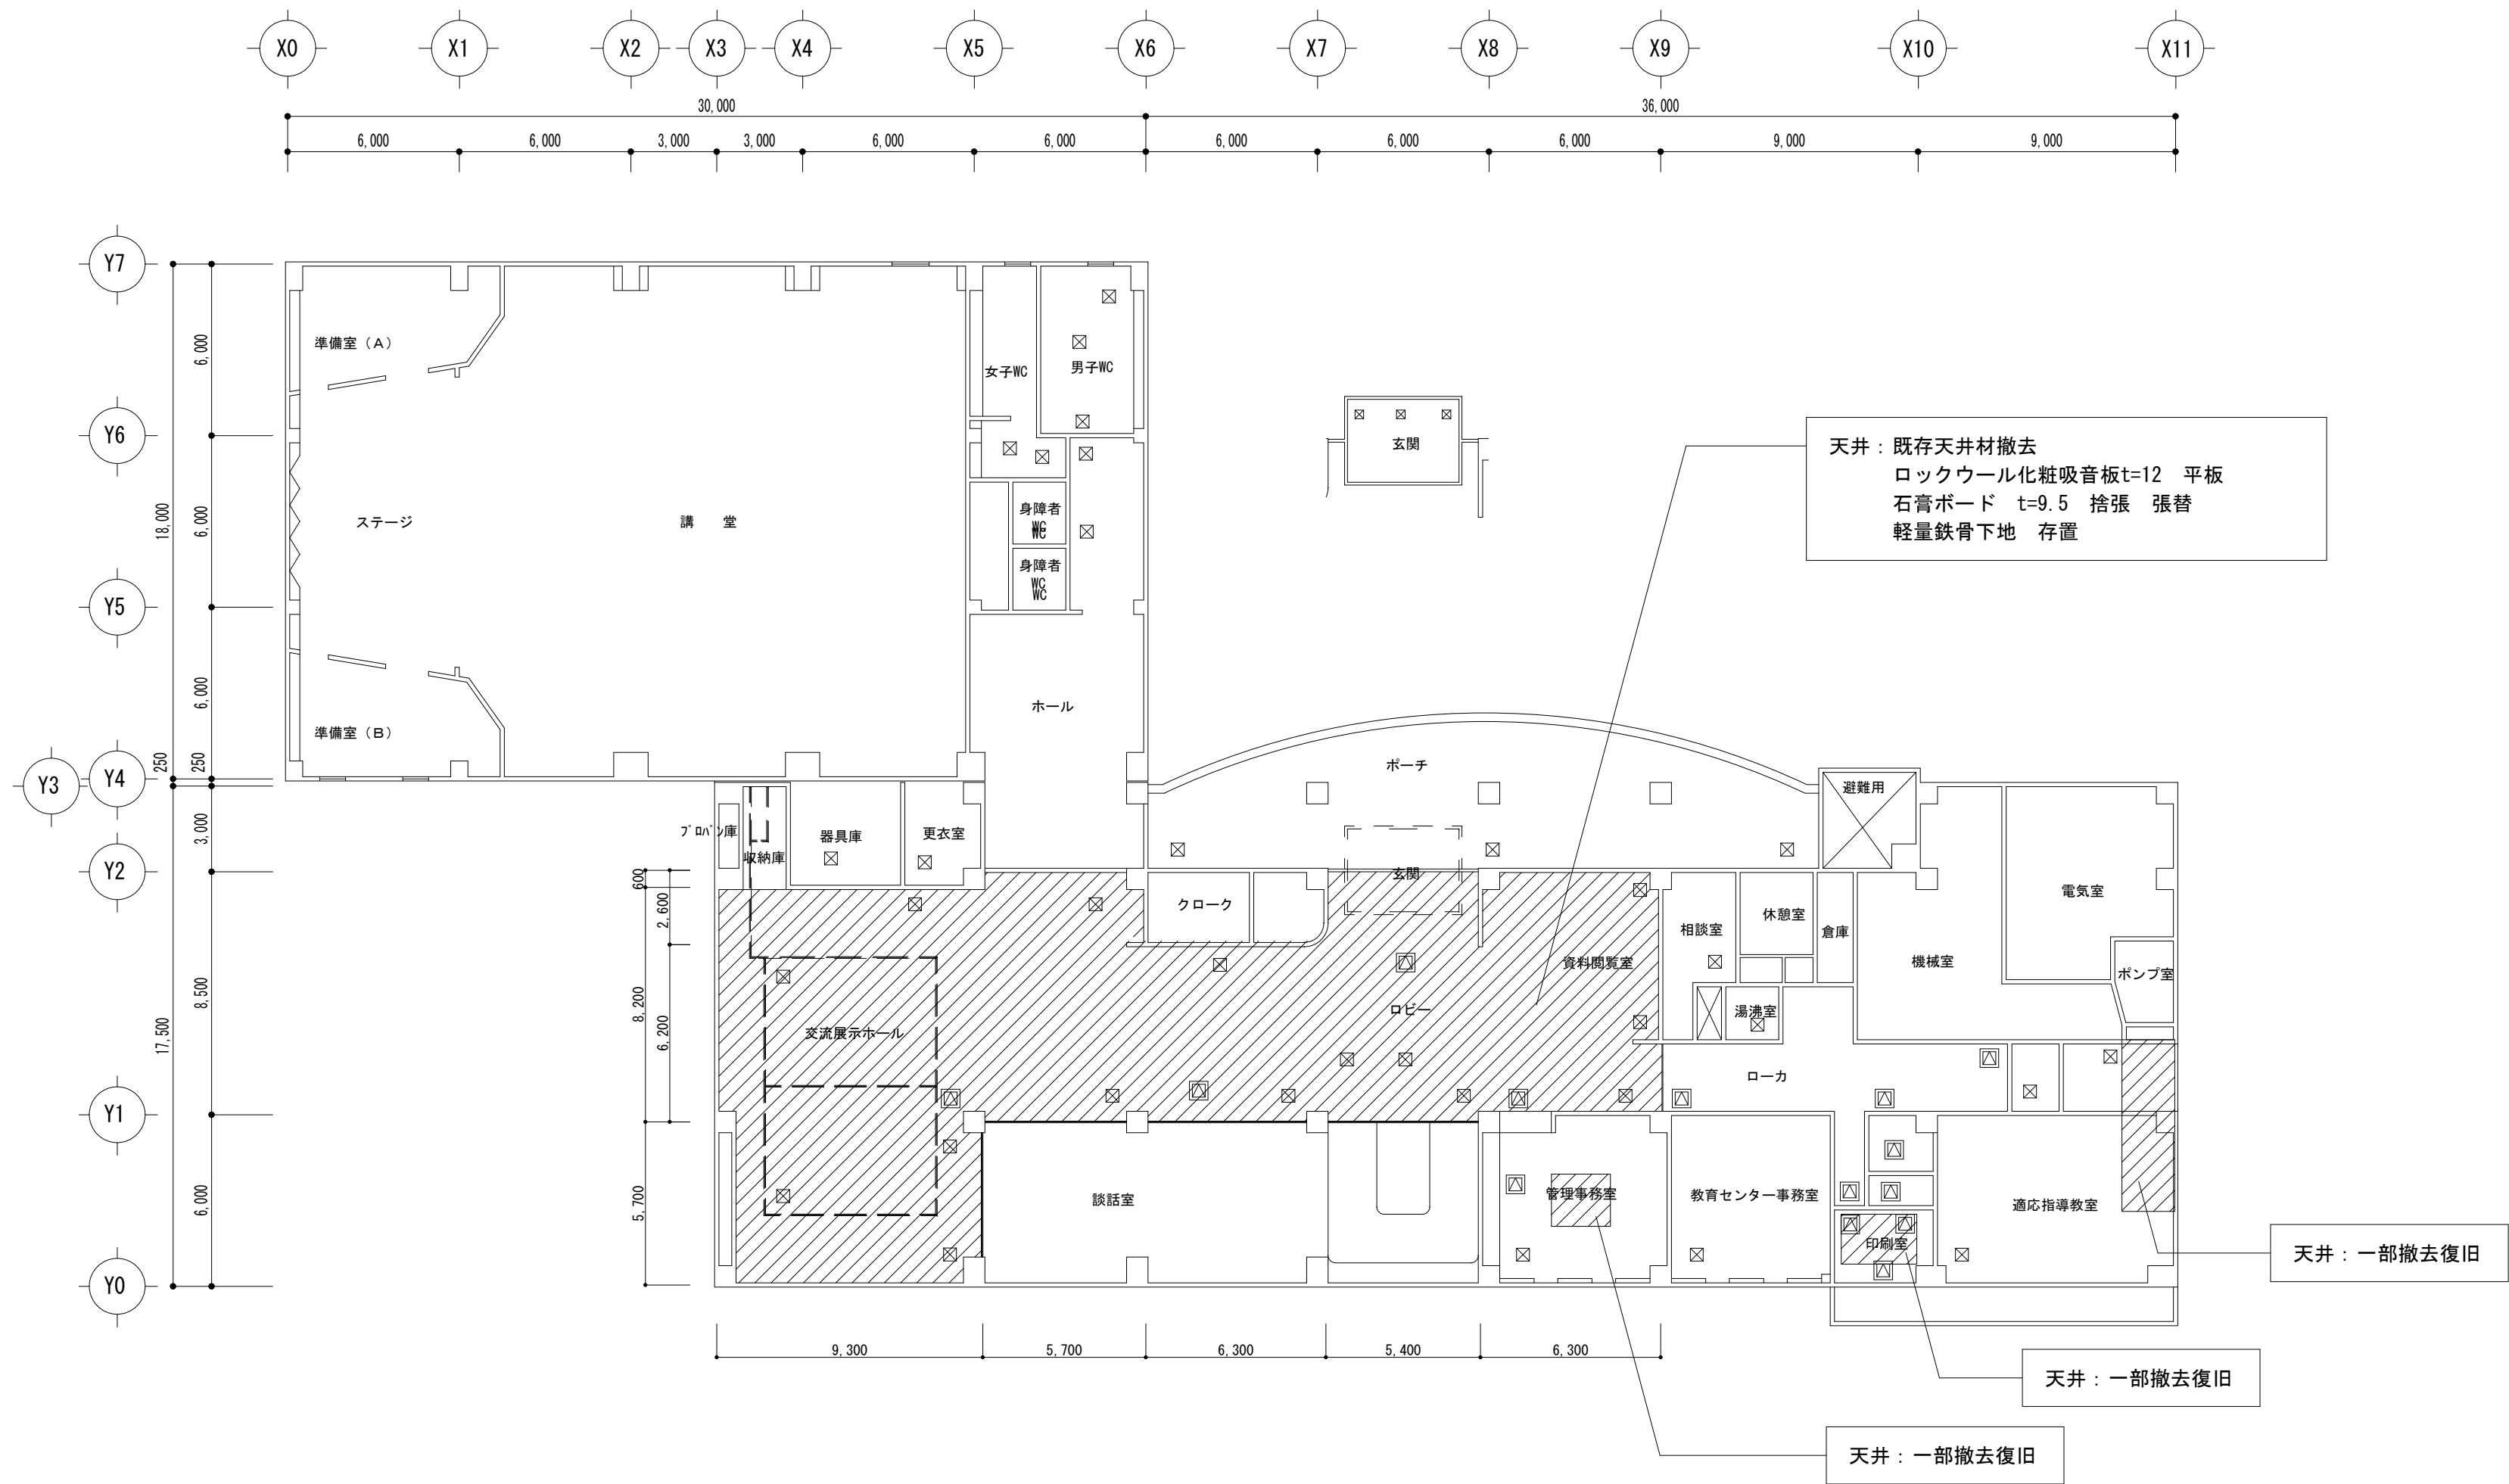 X0 X1 X2 X3 X4 X5 X6 X7 X8 X9 X10 X11
30,000 36,000
6,000 6,000 3,000 3,000 6,000 6,000 6,000 6,000 6,000 9,000 9,000
Y7
Y6
Y5
Y4
Y3
Y2
Y1
Y0
6,000
6,000
18,000
6,000
250
250
3,000
8,500
17,500
6,000
600
2,600
8,200
6,200
5,700
準備室（A）
女子WC
男子WC
玄関
天井：既存天井材撤去
ロックウール化粧吸音板t=12　平板
石膏ボード　t=9.5　捨張　張替
軽量鉄骨下地　存置
ステージ
講　堂
身障者
WC
WC
身障者
WC
WC
ホール
準備室（B）
ポーチ
避難用
プロパン庫
収納庫
器具庫
更衣室
玄関
クローク
相談室
休憩室
倉庫
電気室
資料閲覧室
機械室
ポンプ室
ロビー
湯沸室
交流展示ホール
ローカ
談話室
管理事務室
教育センター事務室
適応指導教室
印刷室
天井：一部撤去復旧
9,300 5,700 6,300 5,400 6,300
天井：一部撤去復旧
天井：一部撤去復旧